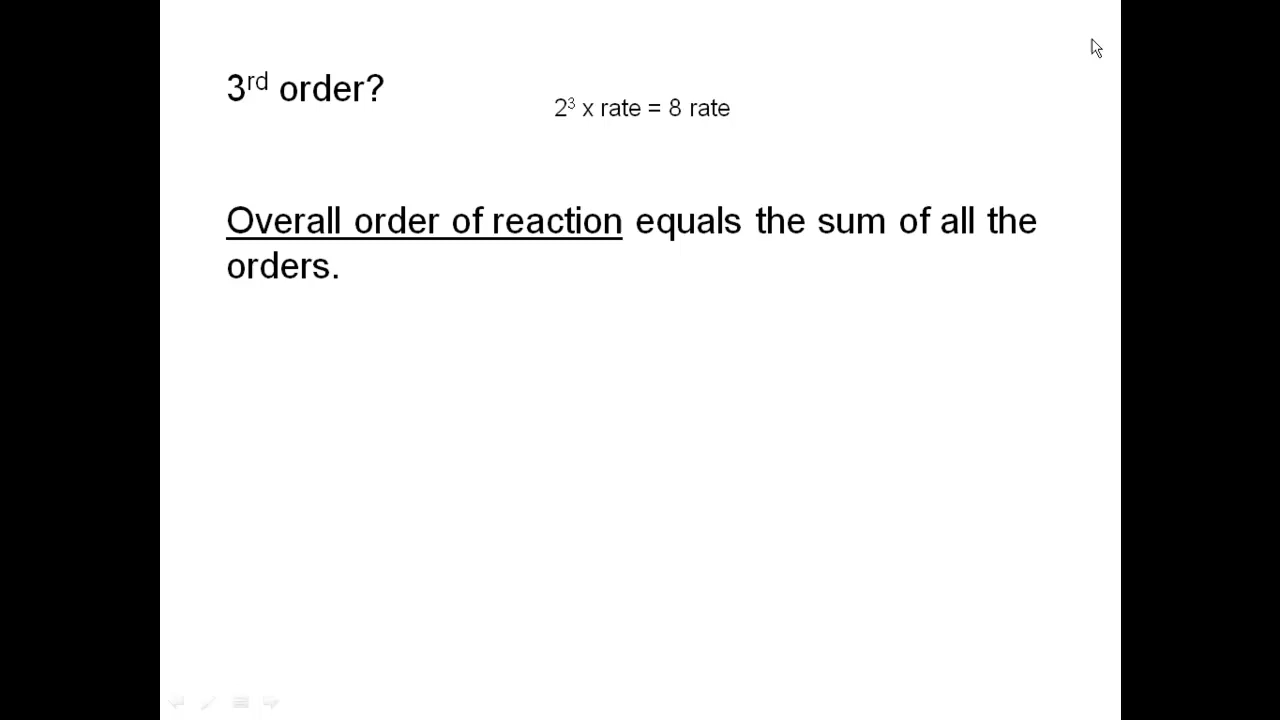 3rd order?
2³ x rate = 8 rate
Overall order of reaction equals the sum of all the
orders.